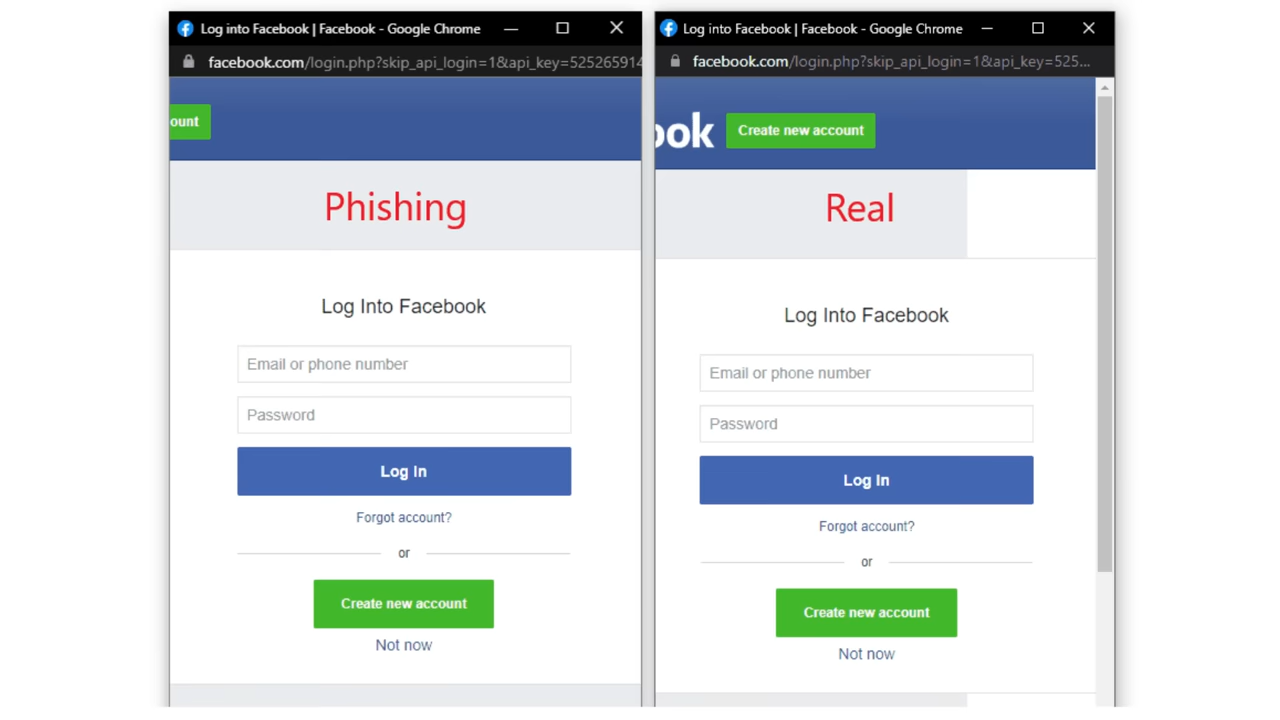 Log into Facebook | Facebook - Google Chrome
facebook.com/login.php?skip_api_login=1&api_key=525265914
ount
Phishing
Log Into Facebook
Email or phone number
Password
Log In
Forgot account?
or
Create new account
Not now
Log into Facebook | Facebook - Google Chrome
facebook.com/login.php?skip_api_login=1&api_key=525...
ook
Create new account
Real
Log Into Facebook
Email or phone number
Password
Log In
Forgot account?
or
Create new account
Not now